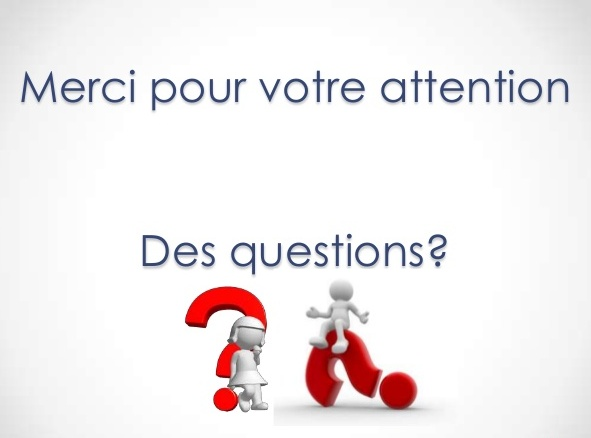 Merci pour votre attention
Des questions?